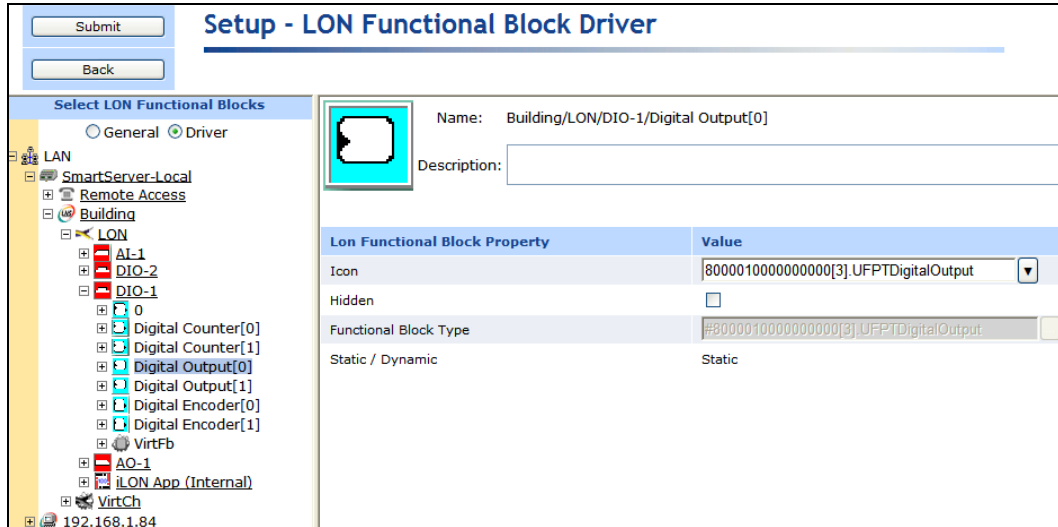 Submit
Setup - LON Functional Block Driver
Back
Select LON Functional Blocks
General Driver
LAN
SmartServer-Local
Remote Access
Building
LON
AI-1
DIO-2
DIO-1
0
Digital Counter[0]
Digital Counter[1]
Digital Output[0]
Digital Output[1]
Digital Encoder[0]
Digital Encoder[1]
VirtFb
AO-1
iLON App (Internal)
VirtCh
192.168.1.84
Name: Building/LON/DIO-1/Digital Output[0]
Description:
Lon Functional Block Property Value
Icon 8000010000000000[3].UFPTDigitalOutput
Hidden
Functional Block Type #8000010000000000[3].UFPTDigitalOutput
Static / Dynamic Static